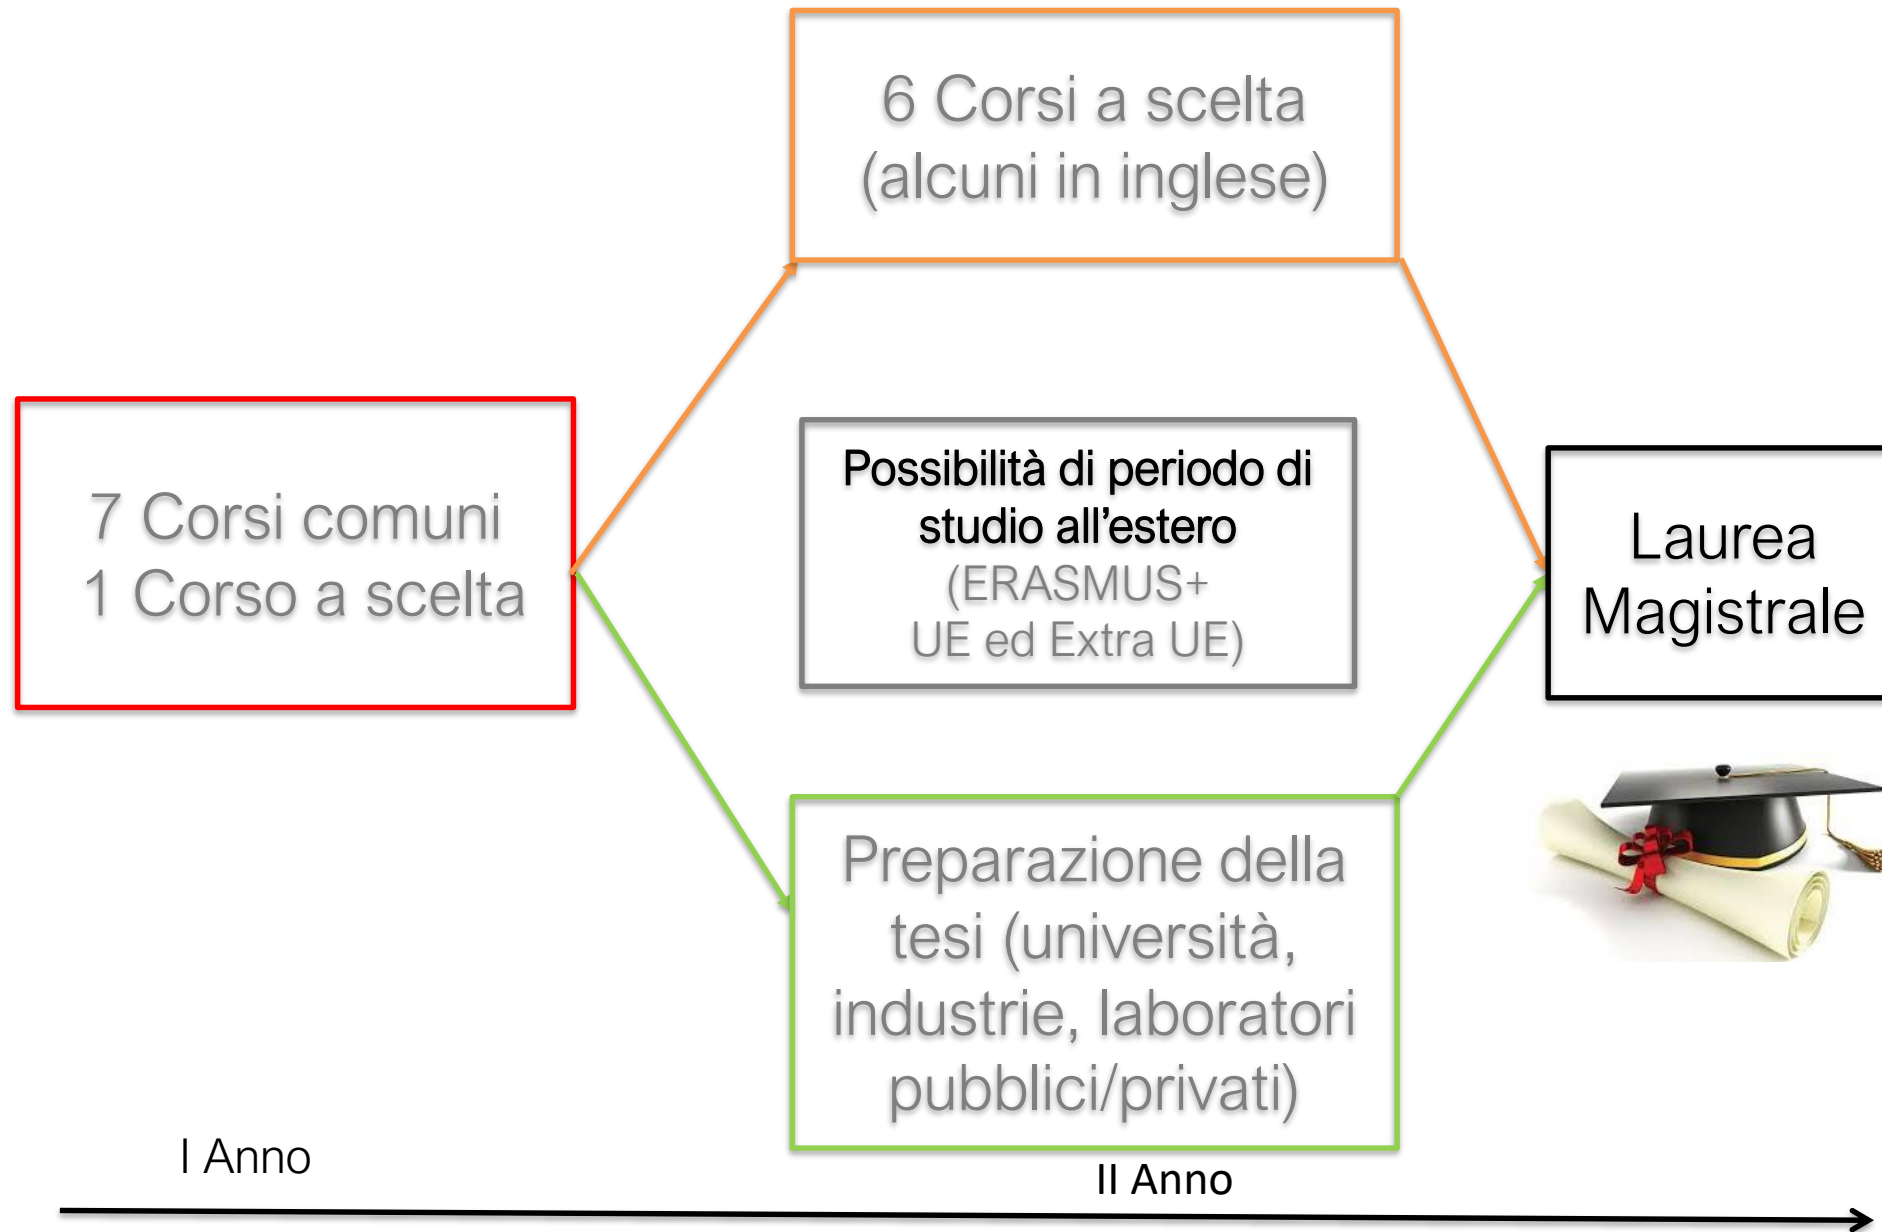 6 Corsi a scelta
(alcuni in inglese)
7 Corsi comuni
1 Corso a scelta
Possibilità di periodo di
studio all’estero
(ERASMUS+
UE ed Extra UE)
Laurea
Magistrale
Preparazione della
tesi (università,
industrie, laboratori
pubblici/privati)
I Anno
II Anno